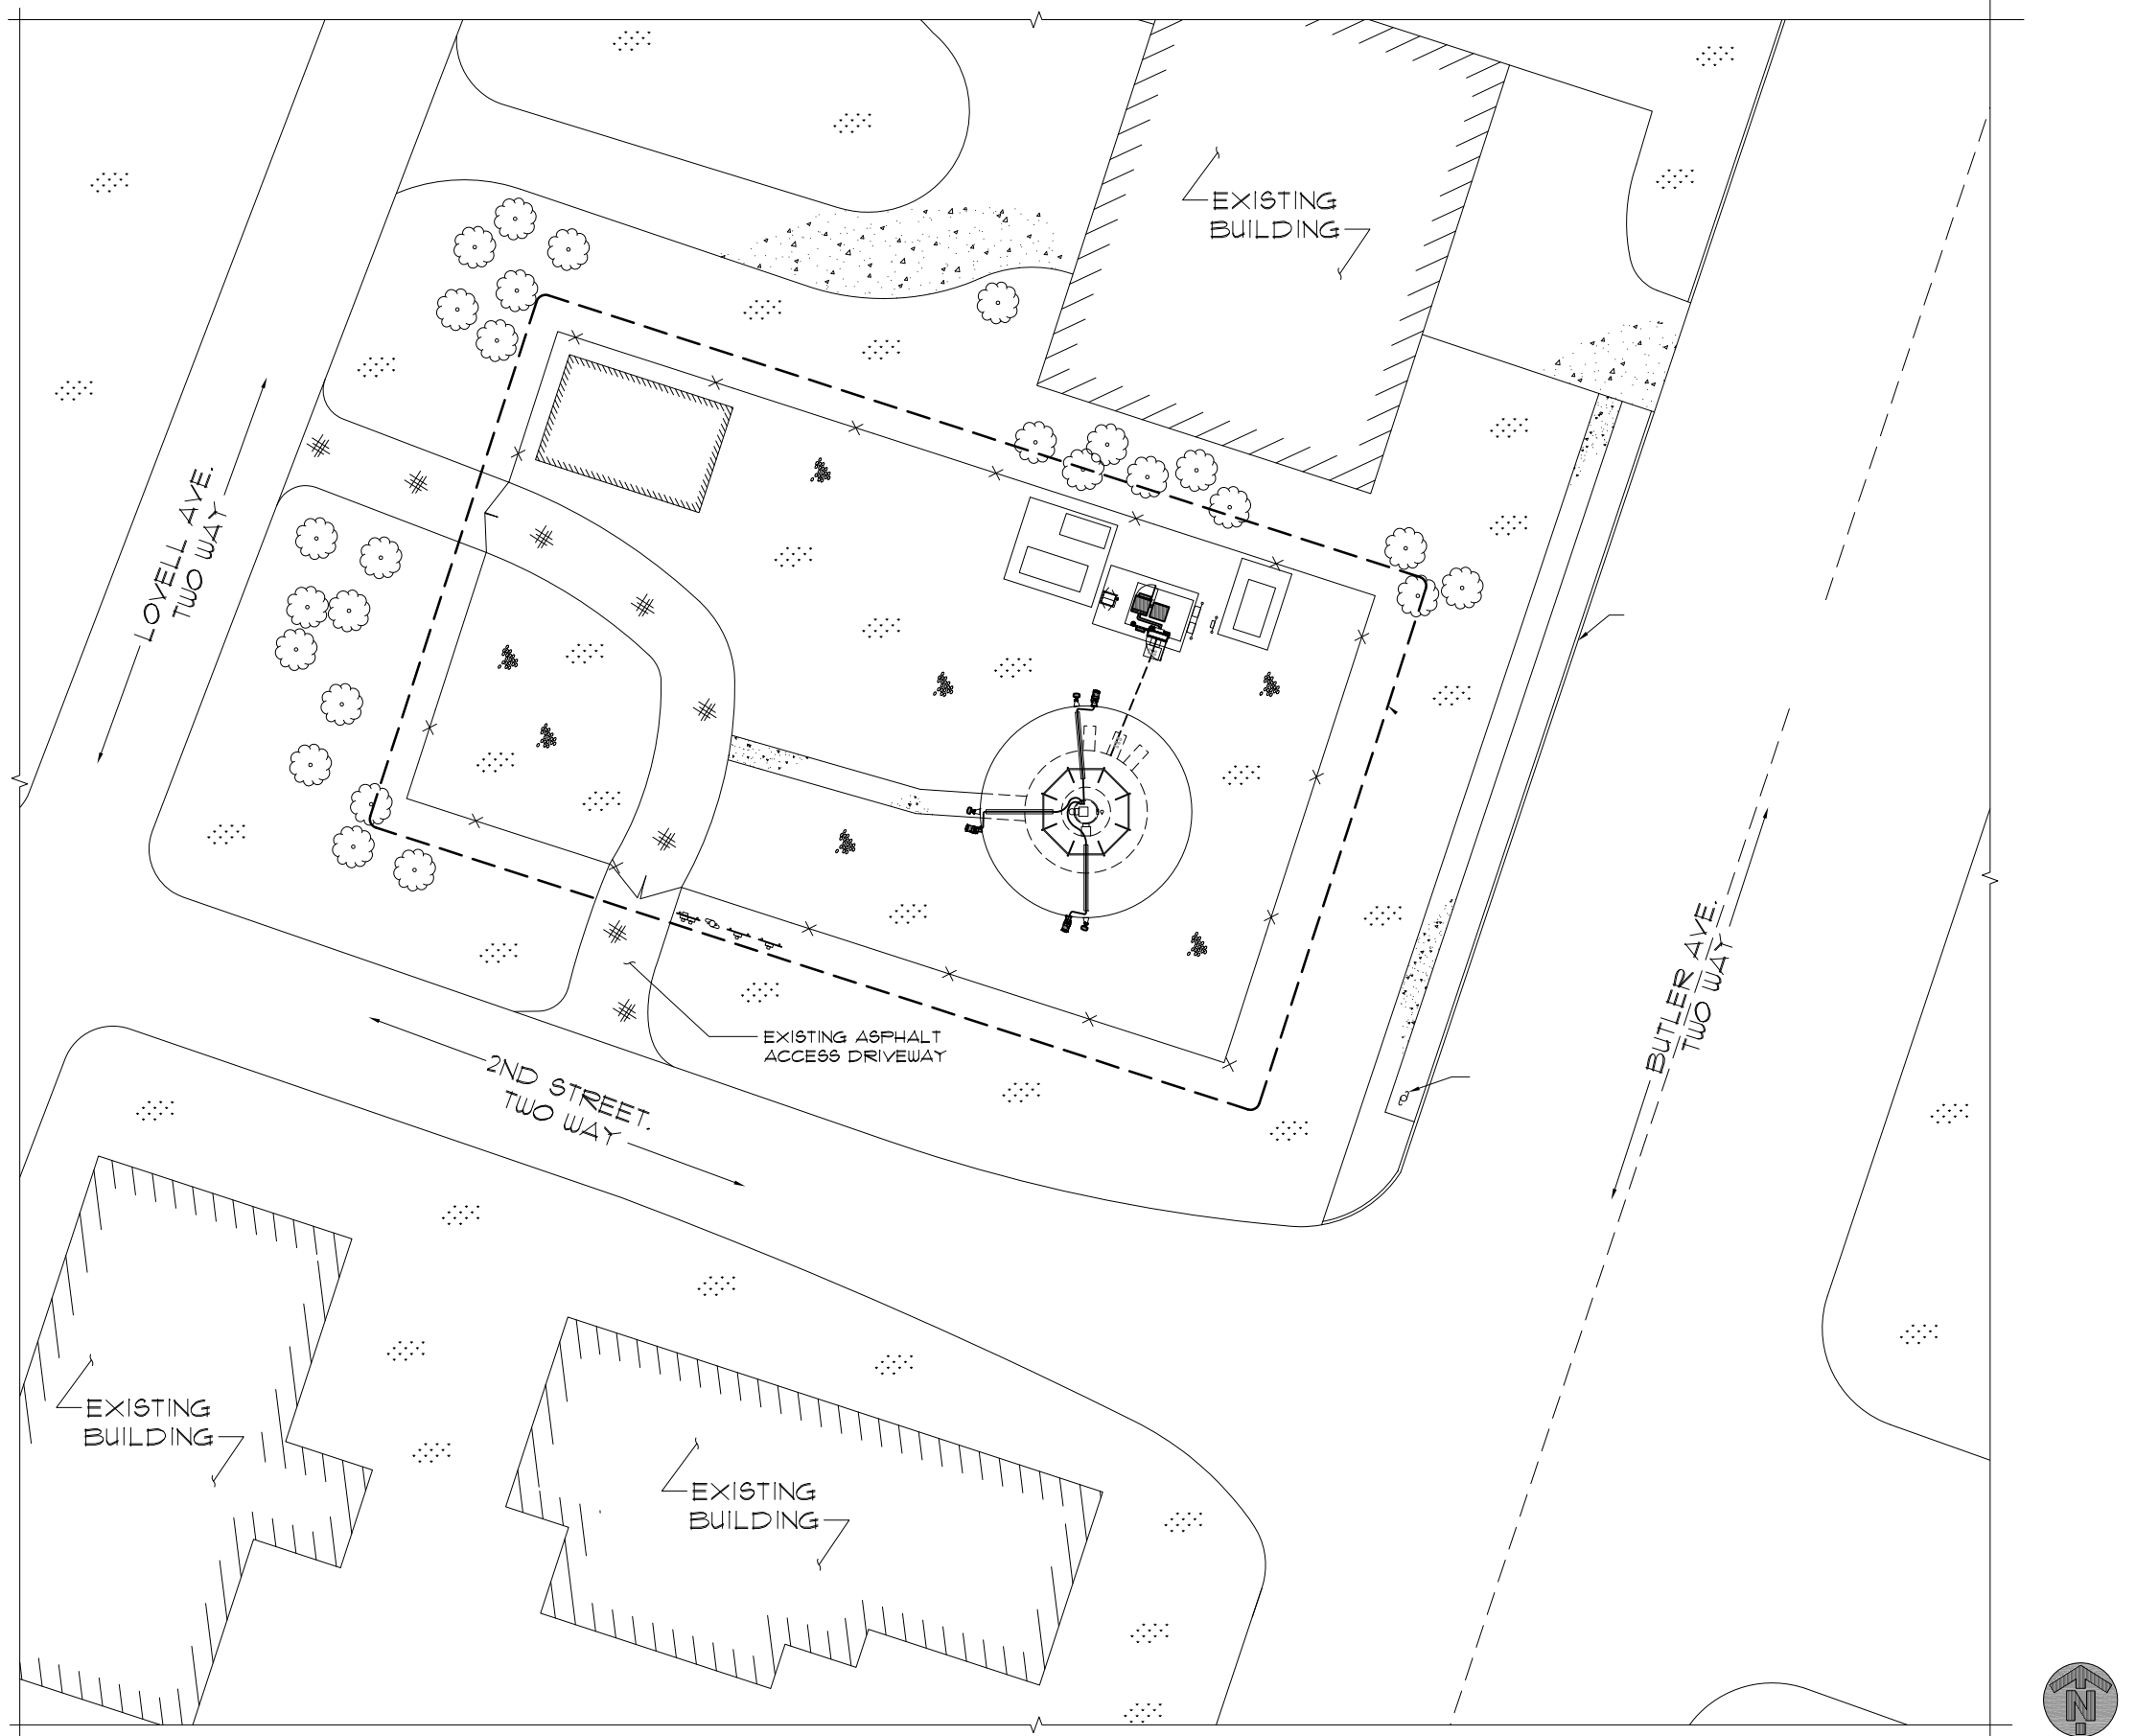 EXISTING
BUILDING
LOVELL AVE.
TWO WAY
BUTLER AVE.
TWO WAY
EXISTING ASPHALT
ACCESS DRIVEWAY
2ND STREET.
TWO WAY
EXISTING
BUILDING
EXISTING
BUILDING
N